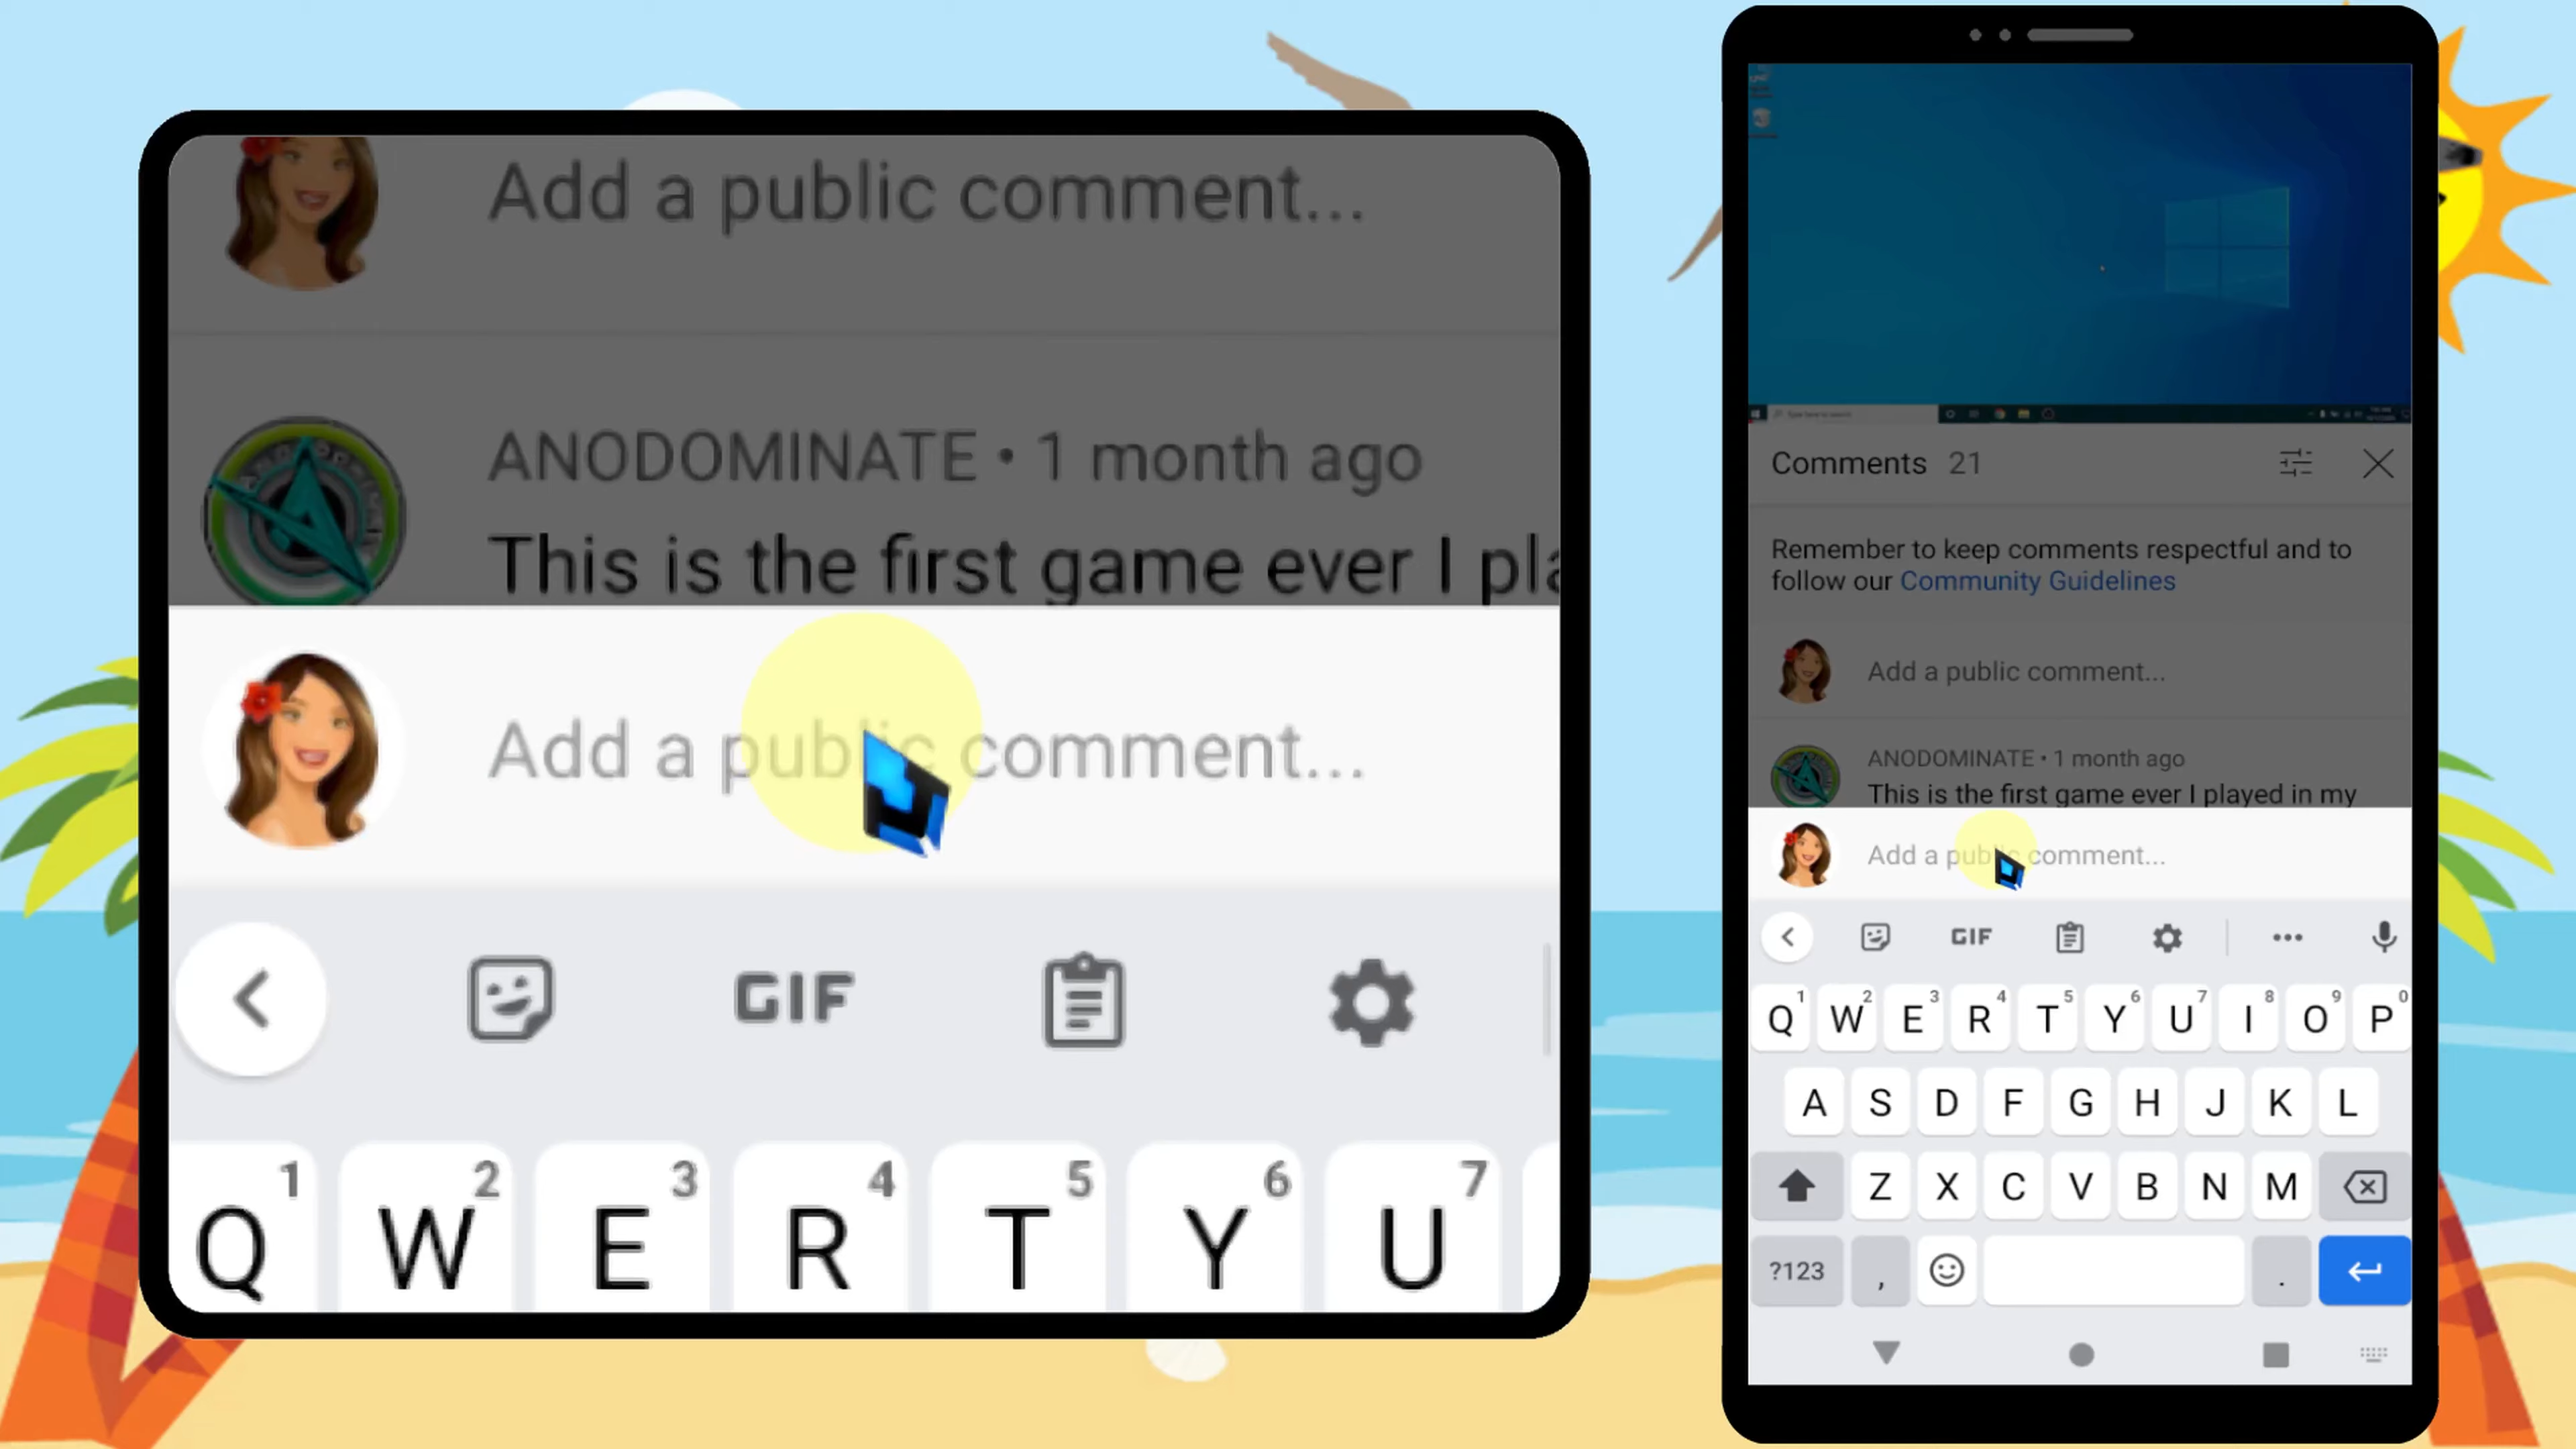 Add a public comment...
ANODOMINATE • 1 month ago
This is the first game ever I pla
Add a public comment...
GIF
1 2 3 4 5 6 7
Q W E R T Y U
Comments 21
Remember to keep comments respectful and to
follow our Community Guidelines
Add a public comment...
ANODOMINATE • 1 month ago
This is the first game ever I played in my
Add a public comment...
GIF
1 2 3 4 5 6 7 8 9 0
Q W E R T Y U I O P
A S D F G H J K L
Z X C V B N M
?123 , .